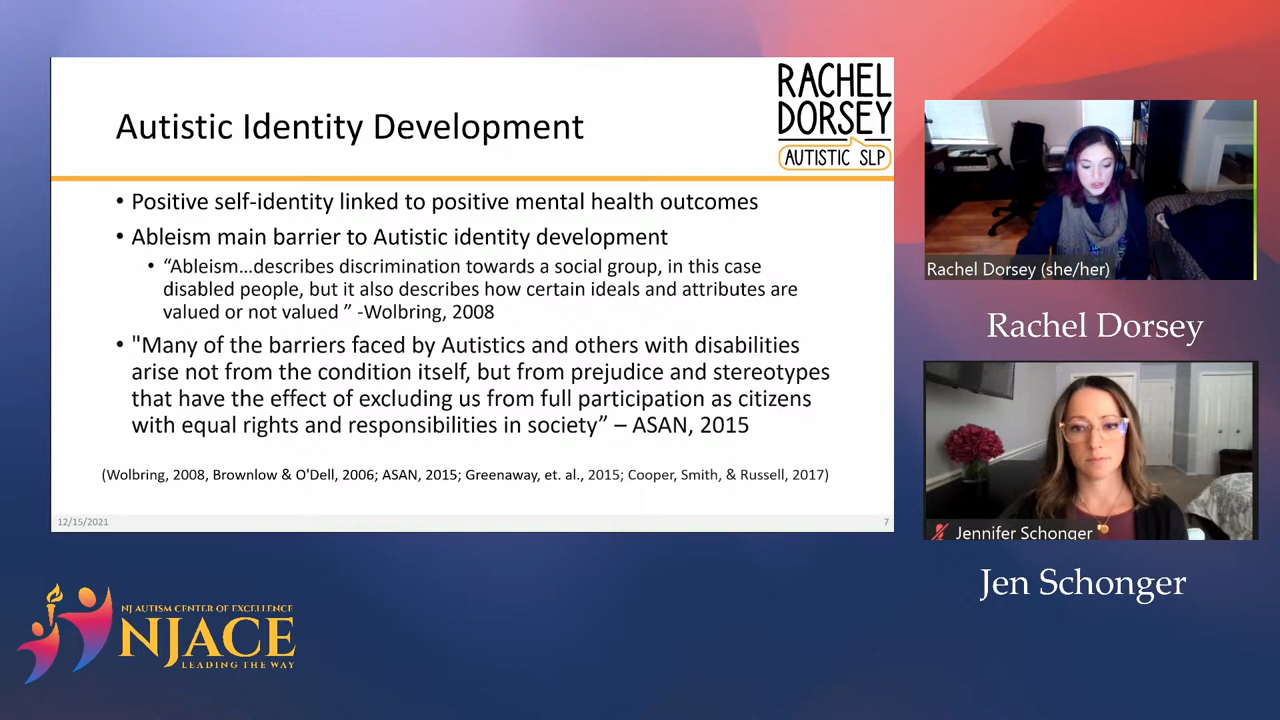 RACHEL
DORSEY
AUTISTIC SLP
Autistic Identity Development
• Positive self-identity linked to positive mental health outcomes
• Ableism main barrier to Autistic identity development
• “Ableism…describes discrimination towards a social group, in this case
disabled people, but it also describes how certain ideals and attributes are
valued or not valued ” -Wolbring, 2008
• "Many of the barriers faced by Autistics and others with disabilities
arise not from the condition itself, but from prejudice and stereotypes
that have the effect of excluding us from full participation as citizens
with equal rights and responsibilities in society” – ASAN, 2015
(Wolbring, 2008, Brownlow & O'Dell, 2006; ASAN, 2015; Greenaway, et. al., 2015; Cooper, Smith, & Russell, 2017)
12/15/2021
7
Rachel Dorsey (she/her)
Rachel Dorsey
Jennifer Schonger
Jen Schonger
NJ AUTISM CENTER OF EXCELLENCE
NJACE
LEADING THE WAY